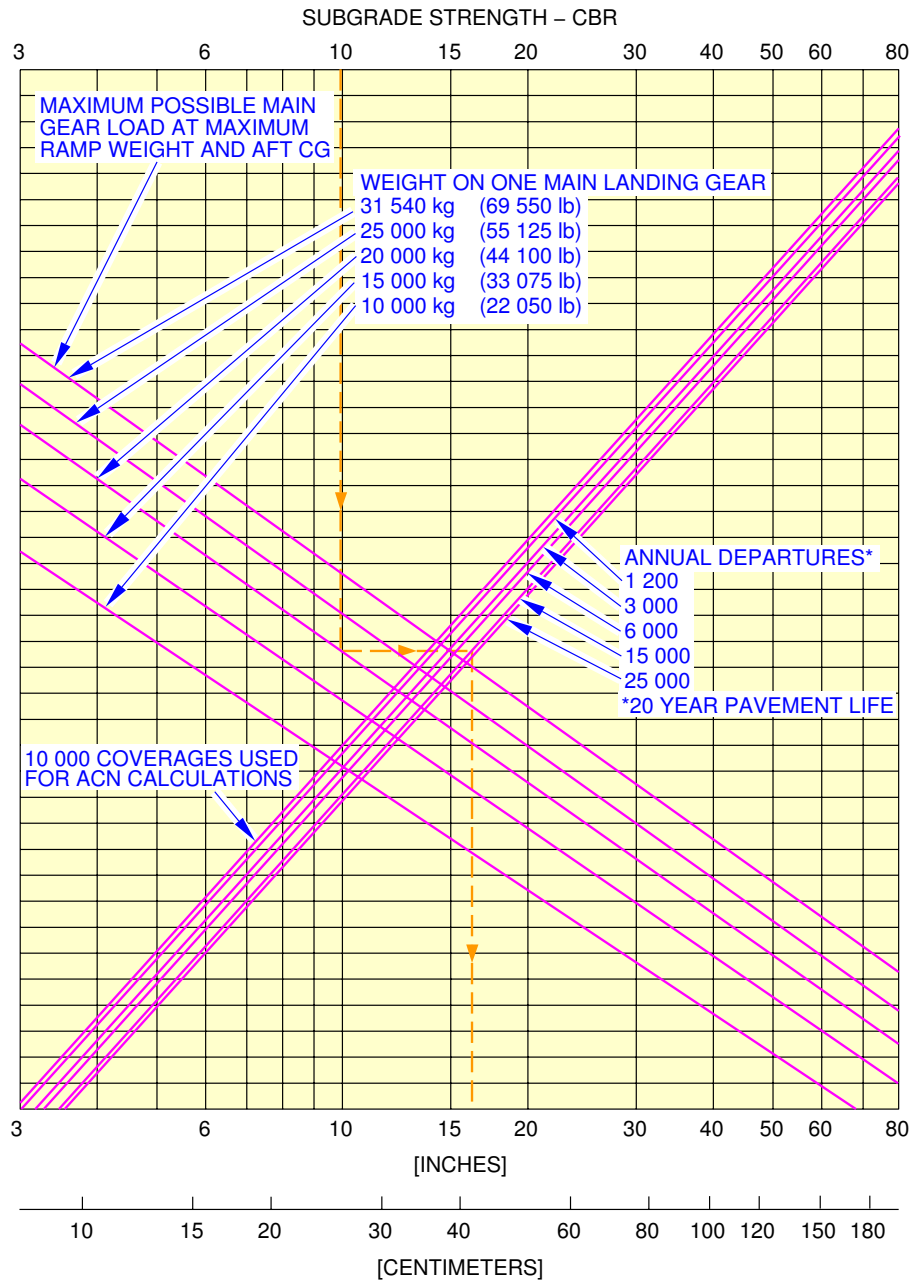 SUBGRADE STRENGTH – CBR
3 6 10 15 20 30 40 50 60 80
MAXIMUM POSSIBLE MAIN
GEAR LOAD AT MAXIMUM
RAMP WEIGHT AND AFT CG
WEIGHT ON ONE MAIN LANDING GEAR
31 540 kg (69 550 lb)
25 000 kg (55 125 lb)
20 000 kg (44 100 lb)
15 000 kg (33 075 lb)
10 000 kg (22 050 lb)
ANNUAL DEPARTURES*
1 200
3 000
6 000
15 000
25 000
*20 YEAR PAVEMENT LIFE
10 000 COVERAGES USED
FOR ACN CALCULATIONS
3 6 10 15 20 30 40 50 60 80
[INCHES]
10 15 20 30 40 60 80 100 120 150 180
[CENTIMETERS]